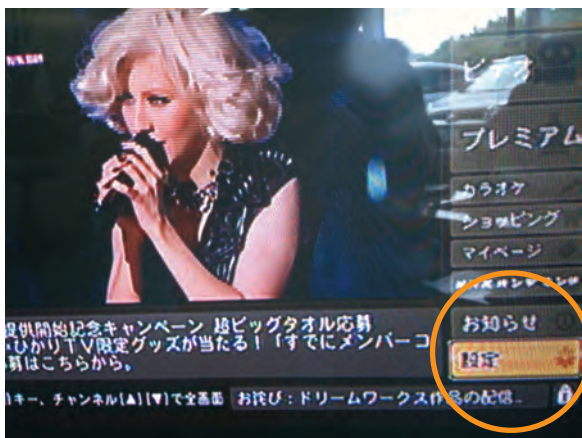 プレミアム
カラオケ
ショッピング
マイページ
提供開始記念キャンペーン 超ビッグタオル応募
ひかりTV限定グッズが当たる!「すでにメンバーコ
募はこちらから。
お知らせ
設定
キー、チャンネル[▲][▼]で全画面
お詫び:ドリームワークス作品の配信…